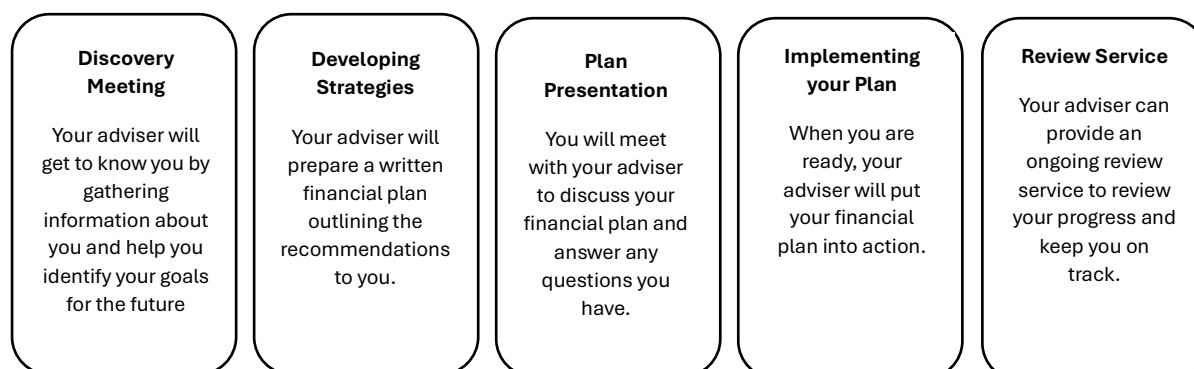 Discovery
Meeting
Your adviser will
get to know you by
gathering
information about
you and help you
identify your goals
for the future
Developing
Strategies
Your adviser will
prepare a written
financial plan
outlining the
recommendations
to you.
Plan
Presentation
You will meet
with your adviser
to discuss your
financial plan and
answer any
questions you
have.
Implementing
your Plan
When you are
ready, your
adviser will put
your financial
plan into action.
Review Service
Your adviser can
provide an
ongoing review
service to review
your progress and
keep you on
track.